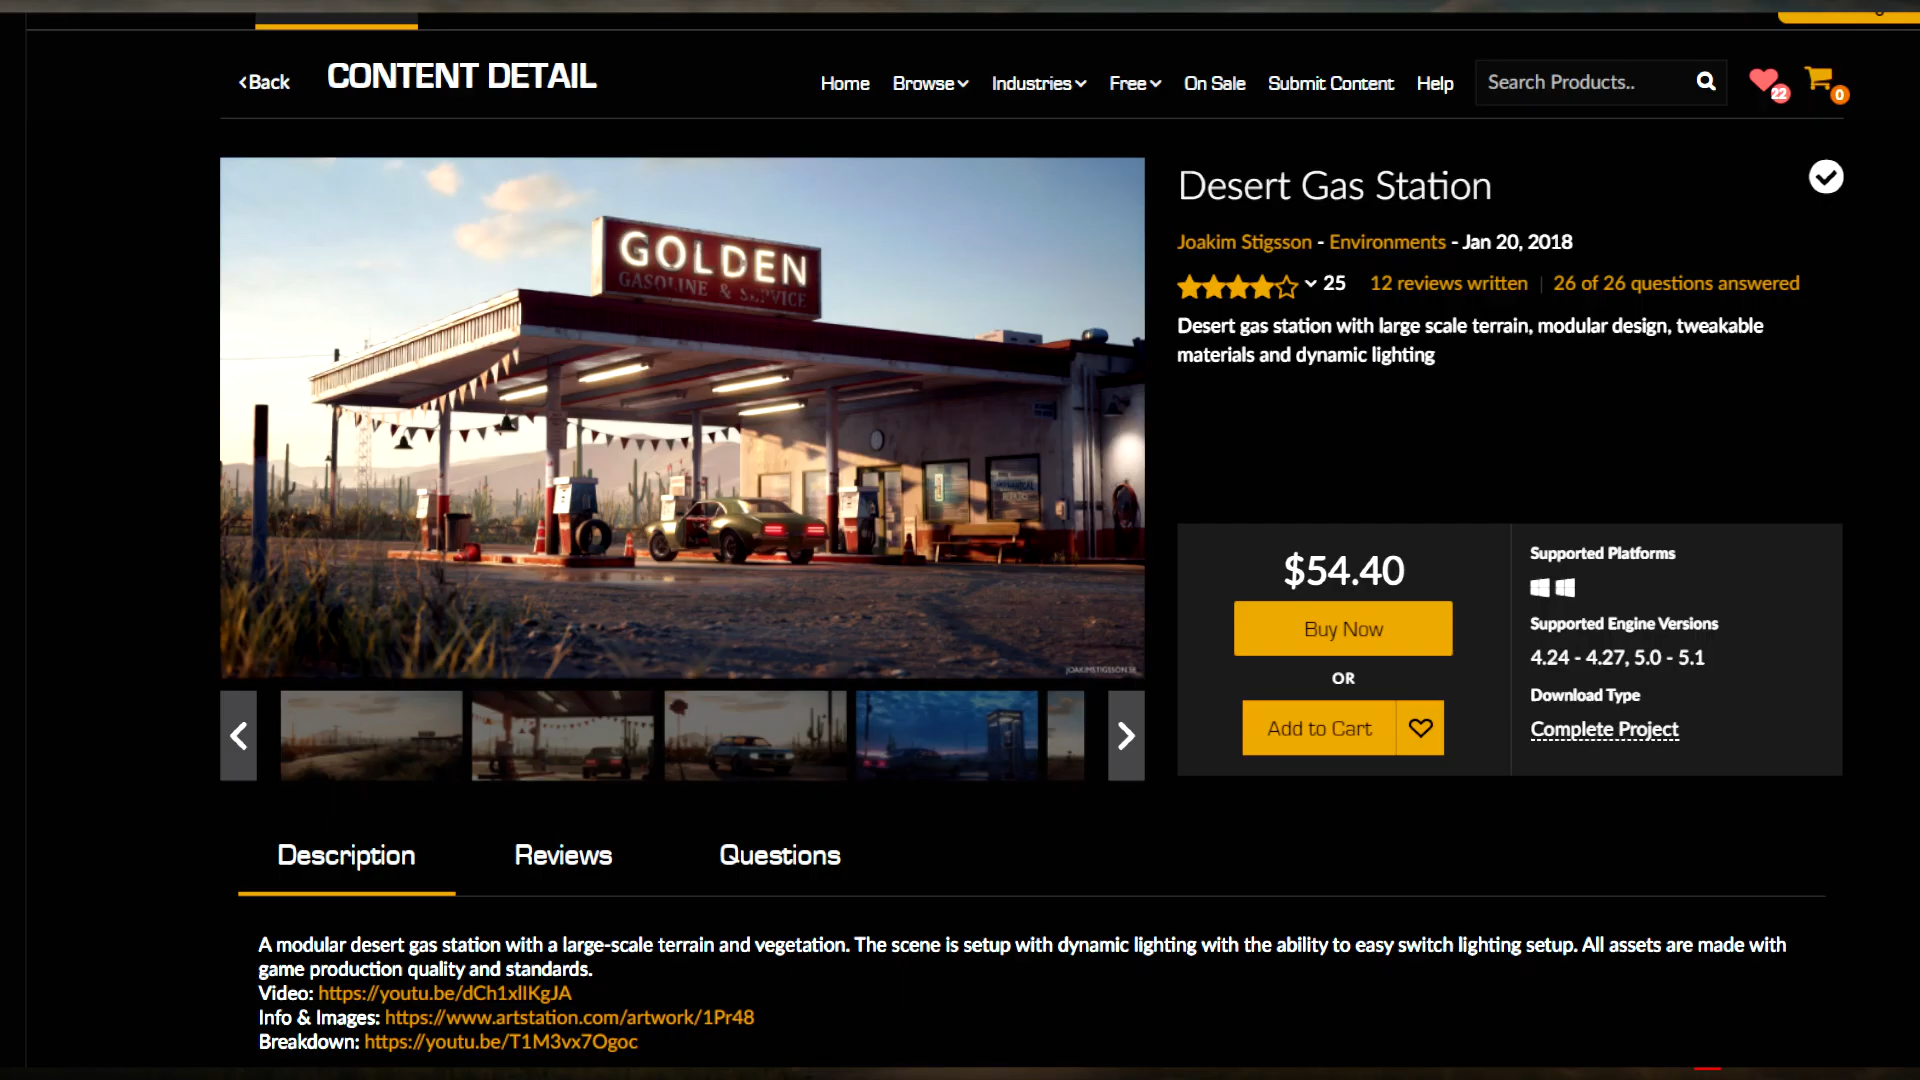 Back
CONTENT DETAIL
Home
Browse
Industries
Free
On Sale
Submit Content
Help
Search Products..
22
0
GOLDEN
GASOLINE & SERVICE
JOAKIMSTIGSSON.SE
Desert Gas Station
Joakim Stigsson - Environments - Jan 20, 2018
25
12 reviews written
26 of 26 questions answered
Desert gas station with large scale terrain, modular design, tweakable
materials and dynamic lighting
$54.40
Buy Now
OR
Add to Cart
Supported Platforms
Supported Engine Versions
4.24 - 4.27, 5.0 - 5.1
Download Type
Complete Project
Description
Reviews
Questions
A modular desert gas station with a large-scale terrain and vegetation. The scene is setup with dynamic lighting with the ability to easy switch lighting setup. All assets are made with
game production quality and standards.
Video: https://youtu.be/dCh1xlIKgJA
Info & Images: https://www.artstation.com/artwork/1Pr48
Breakdown: https://youtu.be/T1M3vx7Ogoc